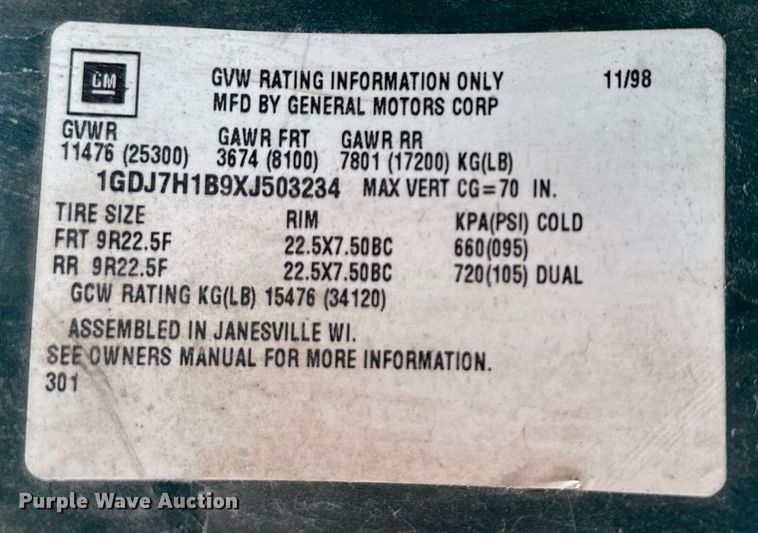 GM
GVW RATING INFORMATION ONLY 11/98
MFD BY GENERAL MOTORS CORP
GVWR GAWR FRT GAWR RR
11476 (25300) 3674 (8100) 7801 (17200) KG(LB)
1GDJ7H1B9XJ503234 MAX VERT CG=70 IN.
TIRE SIZE RIM KPA(PSI) COLD
FRT 9R22.5F 22.5X7.50BC 660(095)
RR 9R22.5F 22.5X7.50BC 720(105) DUAL
GCW RATING KG(LB) 15476 (34120)
ASSEMBLED IN JANESVILLE WI.
SEE OWNERS MANUAL FOR MORE INFORMATION.
301
Purple Wave Auction